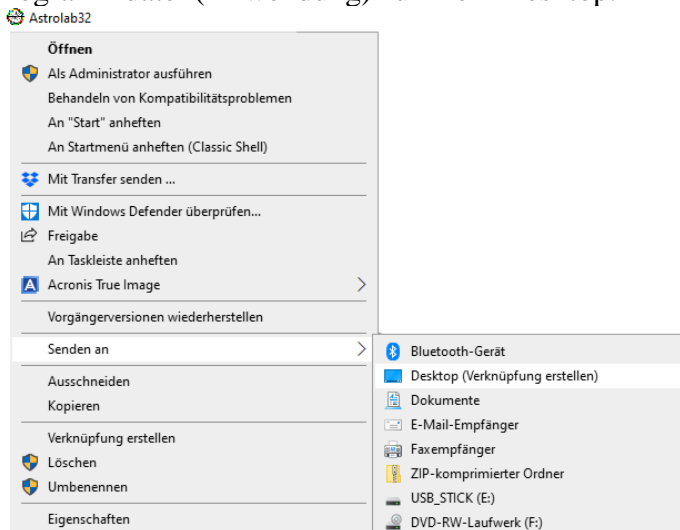 Astrolab32
Öffnen
Als Administrator ausführen
Behandeln von Kompatibilitätsproblemen
An "Start" anheften
An Startmenü anheften (Classic Shell)
Mit Transfer senden ...
Mit Windows Defender überprüfen...
Freigabe
An Taskleiste anheften
Acronis True Image
Vorgängerversionen wiederherstellen
Senden an
Ausschneiden
Kopieren
Verknüpfung erstellen
Löschen
Umbenennen
Eigenschaften
Bluetooth-Gerät
Desktop (Verknüpfung erstellen)
Dokumente
E-Mail-Empfänger
Faxempfänger
ZIP-komprimierter Ordner
USB_STICK (E:)
DVD-RW-Laufwerk (F:)